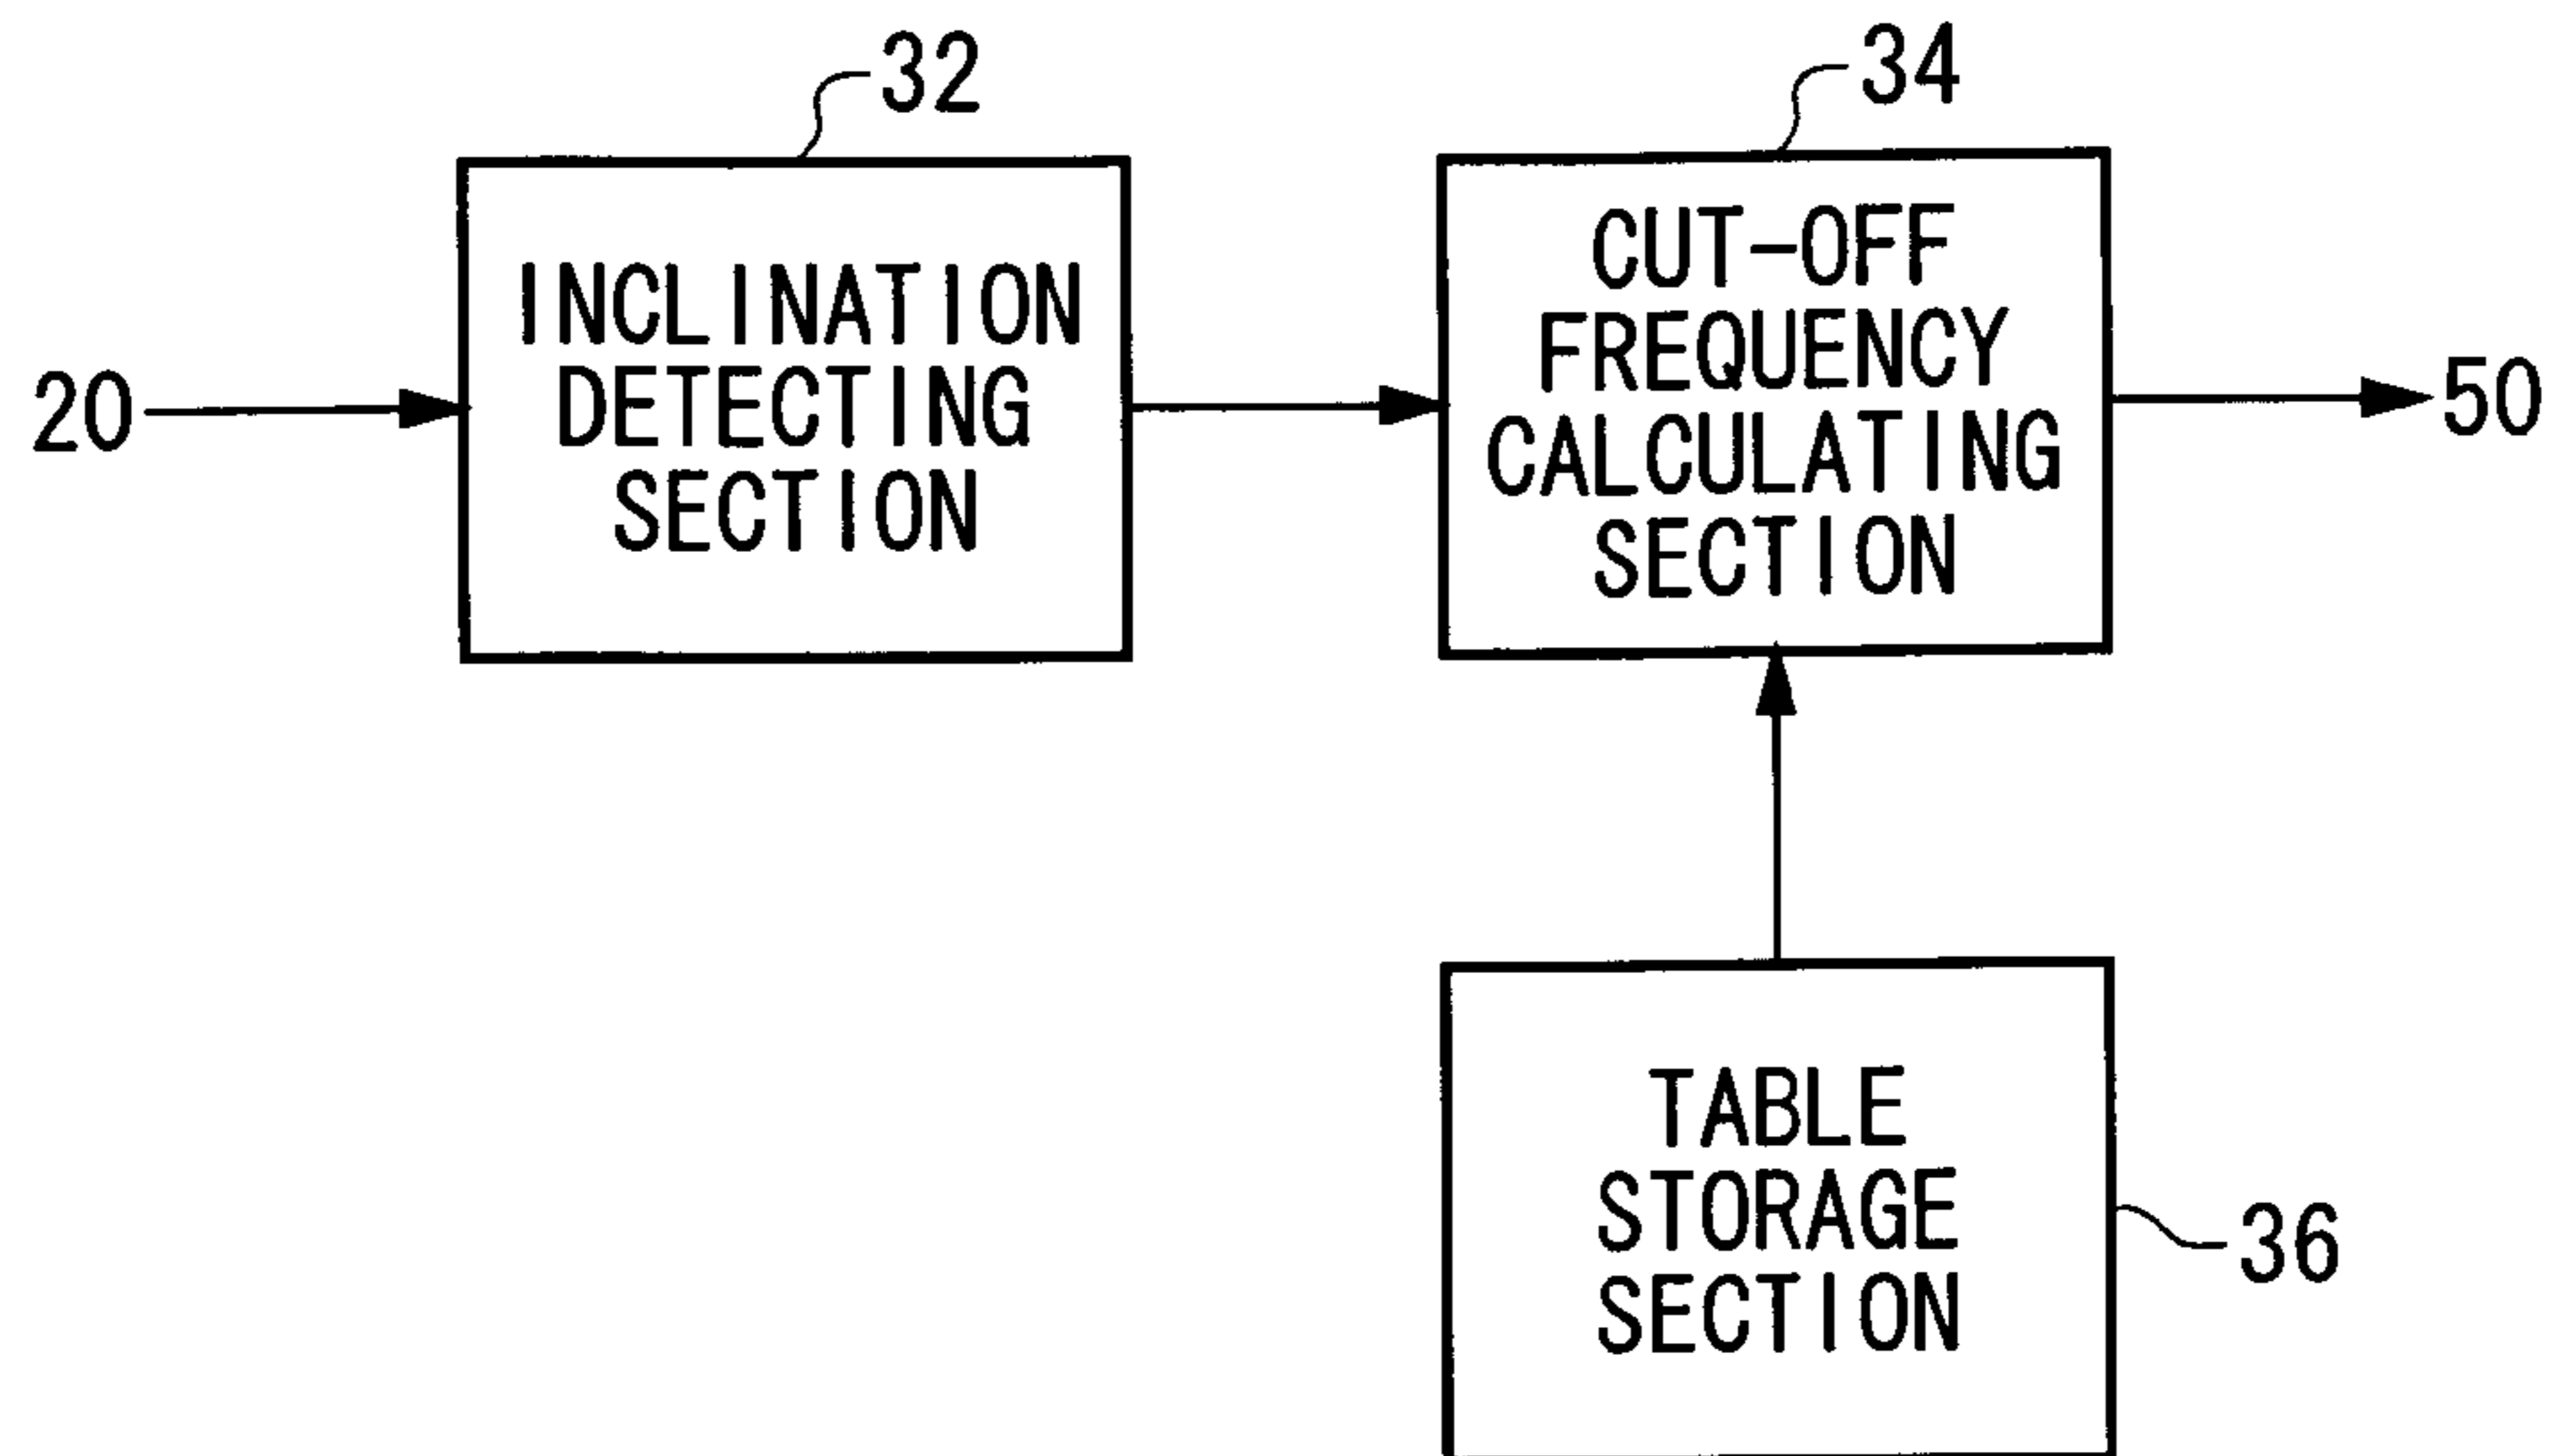 32
34
INCLINATION
DETECTING
SECTION
CUT-OFF
FREQUENCY
CALCULATING
SECTION
20
50
TABLE
STORAGE
SECTION
36